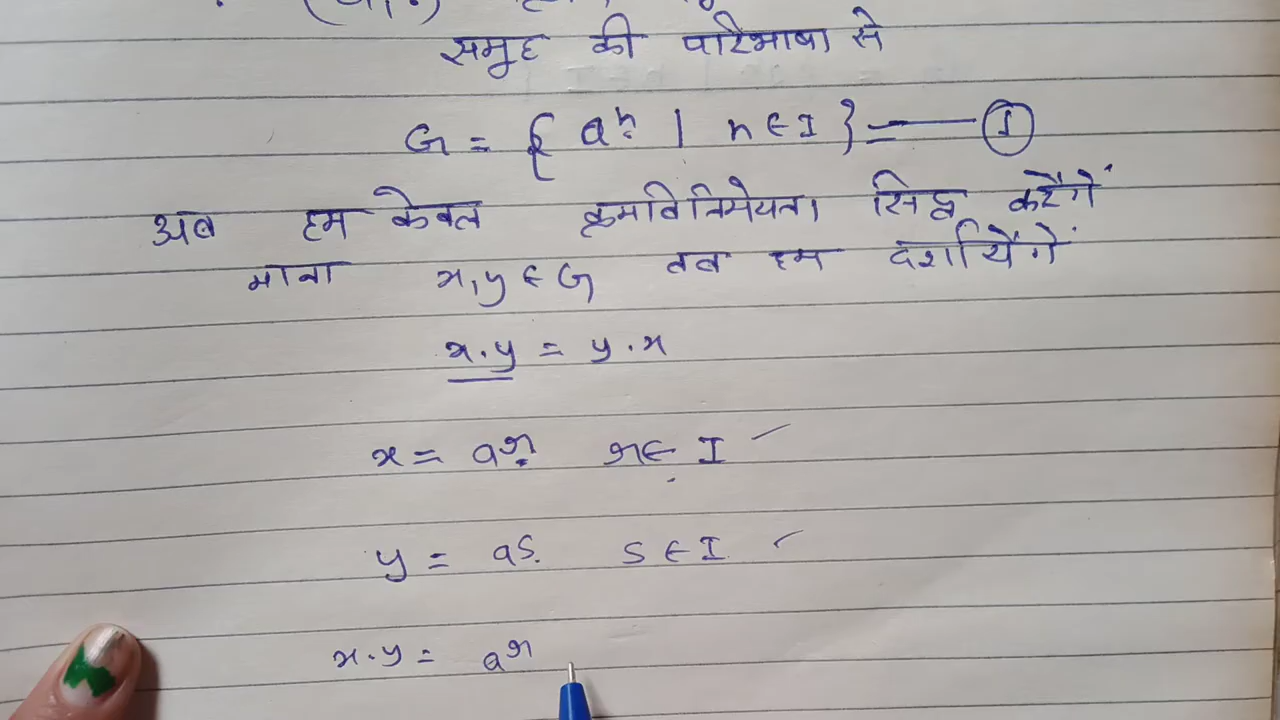 समूह की परिभाषा से
G = { aⁿ | n ∈ I } = —— (1)
अब हम केवल क्रमविनिमेयता सिद्ध करेंगें
माना x, y ∈ G तब हम दर्शायेंगें
x . y = y . x
x = aʳ r ∈ I
y = aˢ. s ∈ I
x . y = aʳ